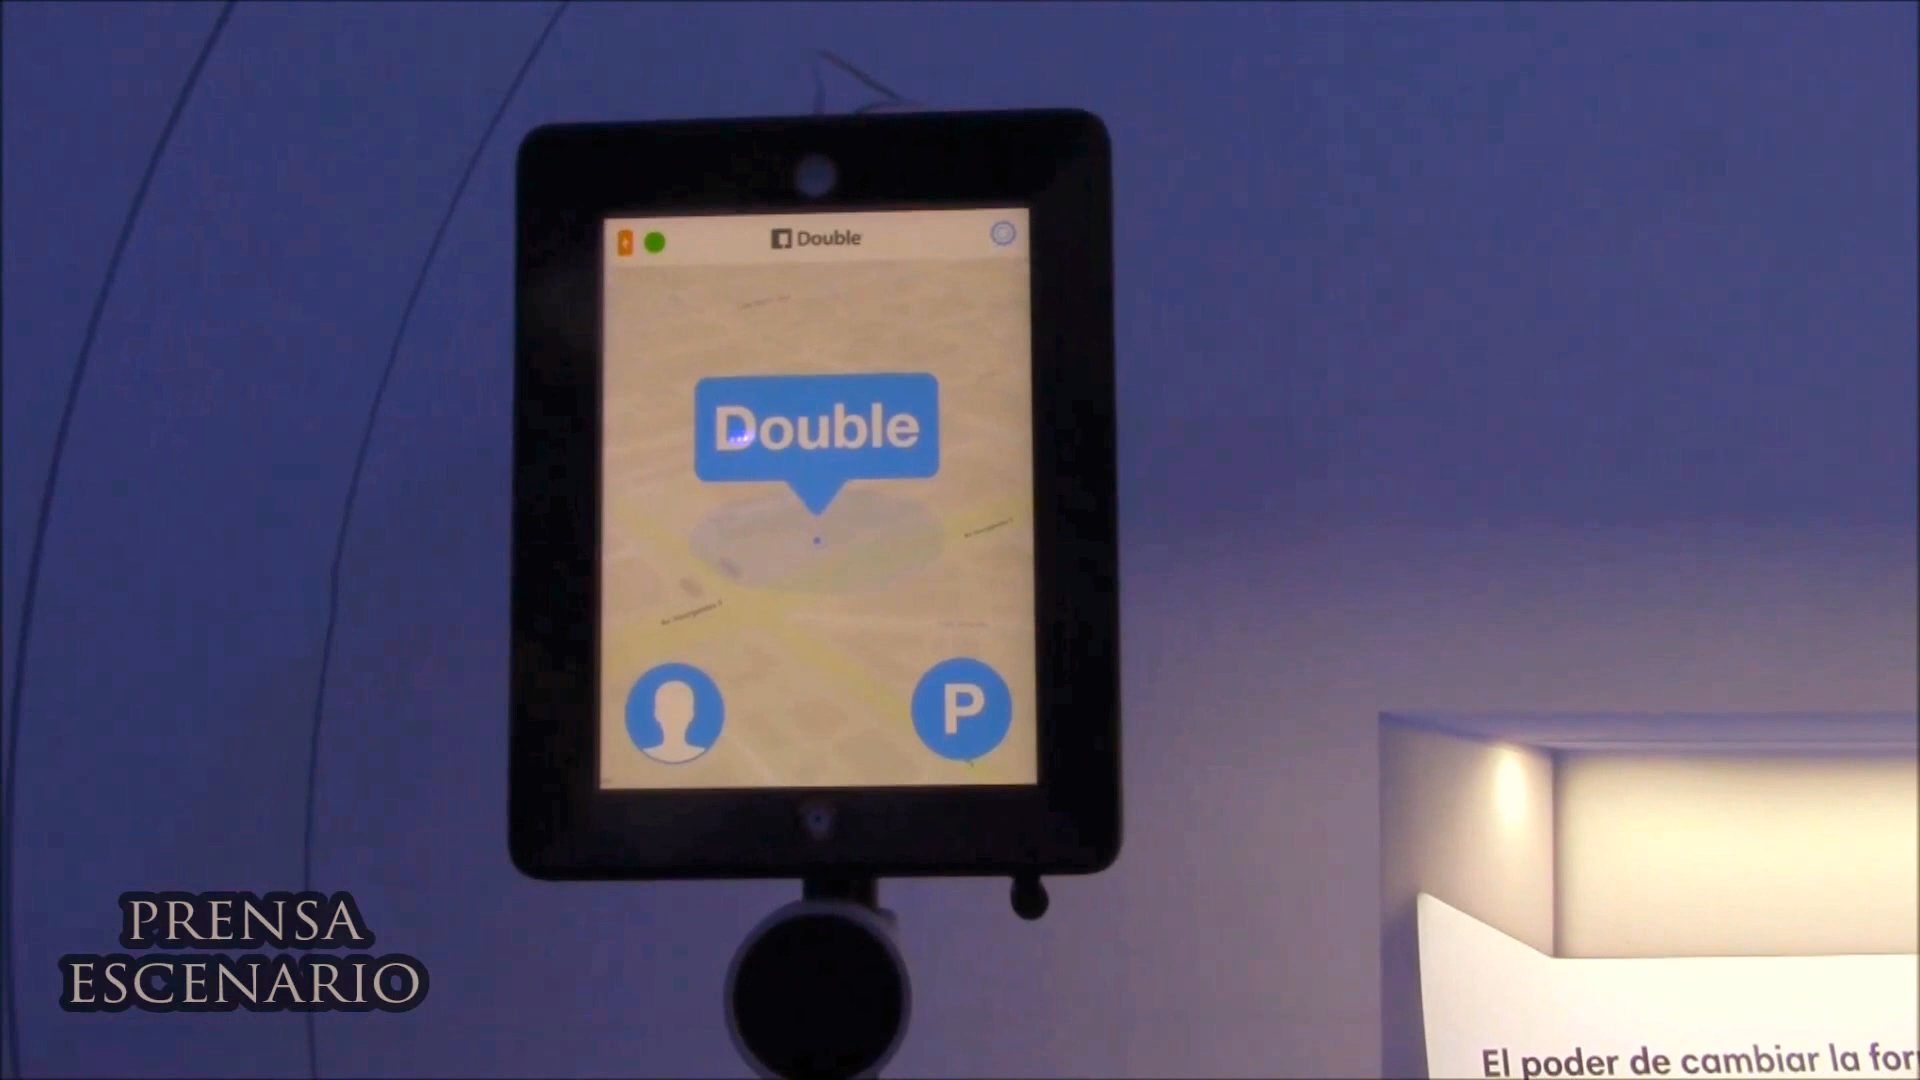 Double
Double
P
PRENSA
ESCENARIO
El poder de cambiar la for